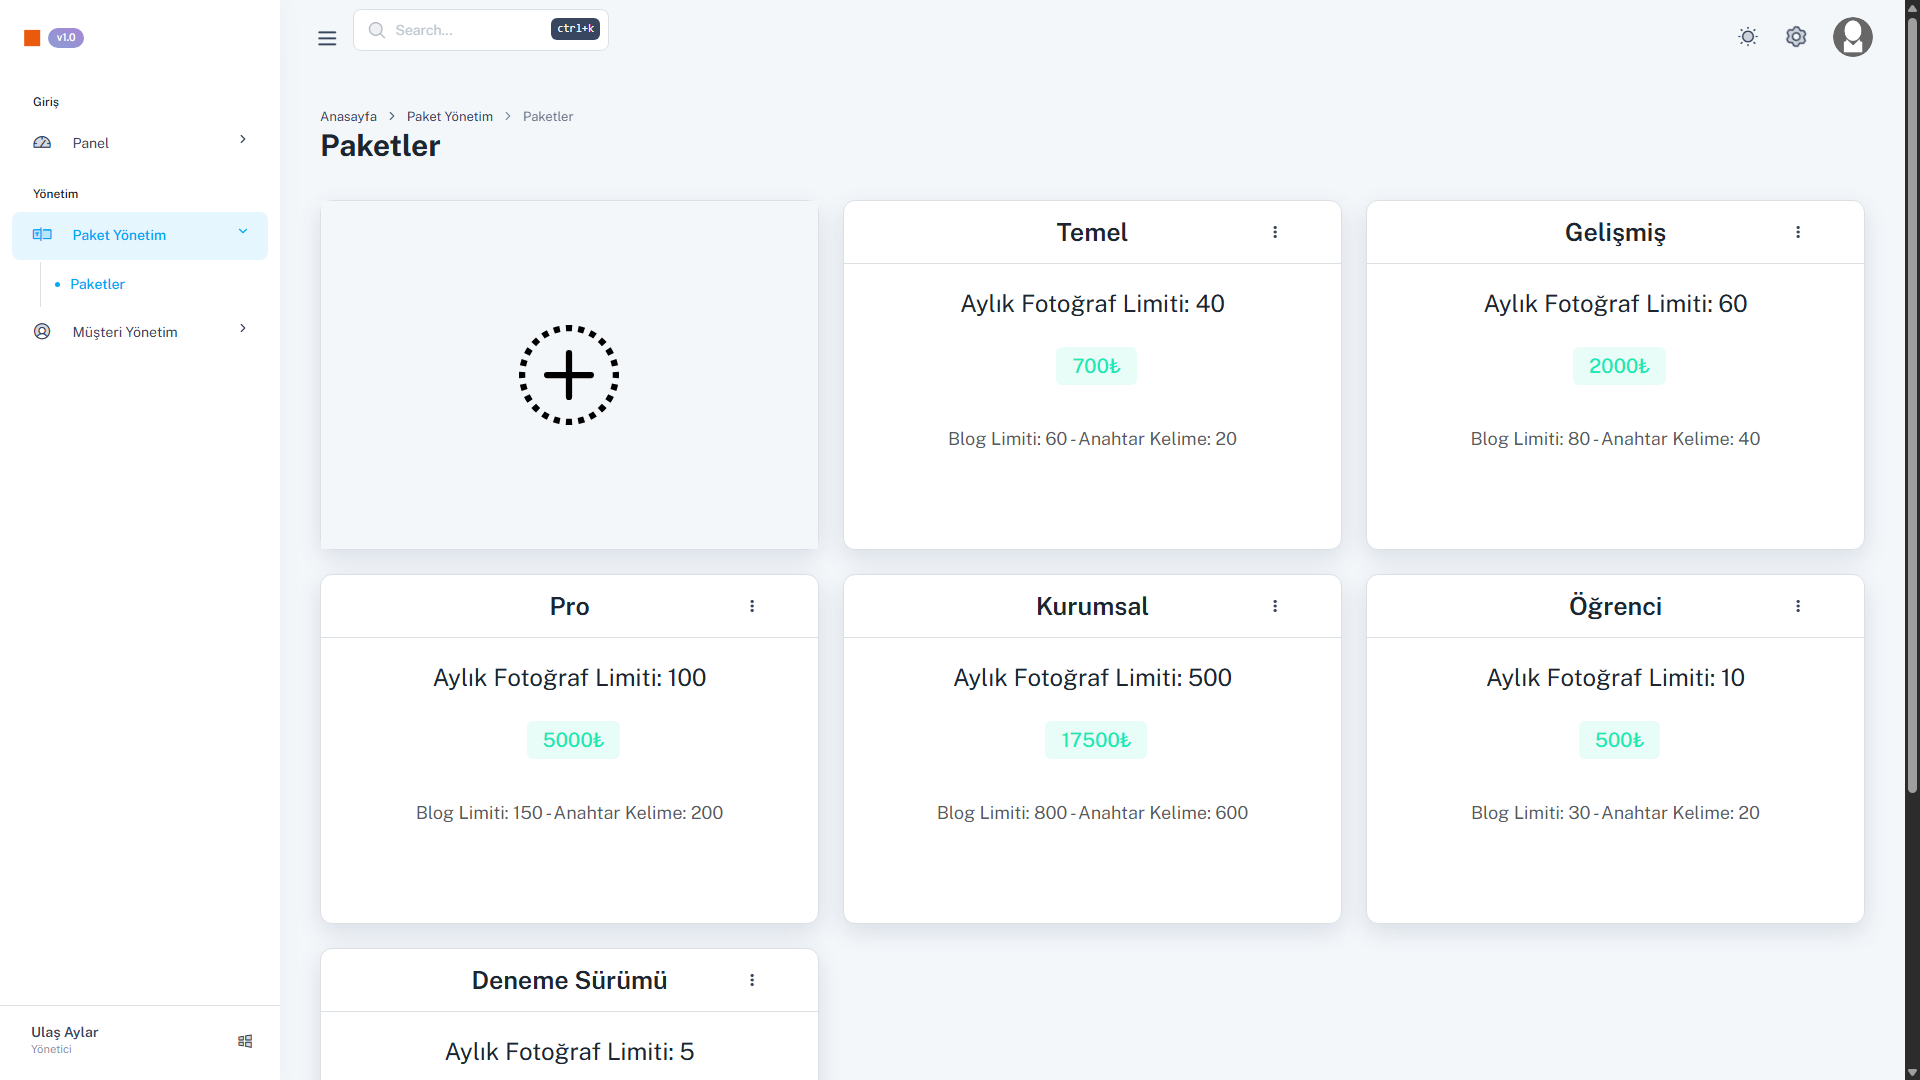 v1.0
Search...
ctrl+k
Giriş
Panel
Yönetim
Paket Yönetim
Paketler
Müşteri Yönetim
Anasayfa > Paket Yönetim > Paketler
Paketler
Temel
Aylık Fotoğraf Limiti: 40
700₺
Blog Limiti: 60 - Anahtar Kelime: 20
Gelişmiş
Aylık Fotoğraf Limiti: 60
2000₺
Blog Limiti: 80 - Anahtar Kelime: 40
Pro
Aylık Fotoğraf Limiti: 100
5000₺
Blog Limiti: 150 - Anahtar Kelime: 200
Kurumsal
Aylık Fotoğraf Limiti: 500
17500₺
Blog Limiti: 800 - Anahtar Kelime: 600
Öğrenci
Aylık Fotoğraf Limiti: 10
500₺
Blog Limiti: 30 - Anahtar Kelime: 20
Deneme Sürümü
Aylık Fotoğraf Limiti: 5
Ulaş Aylar
Yönetici